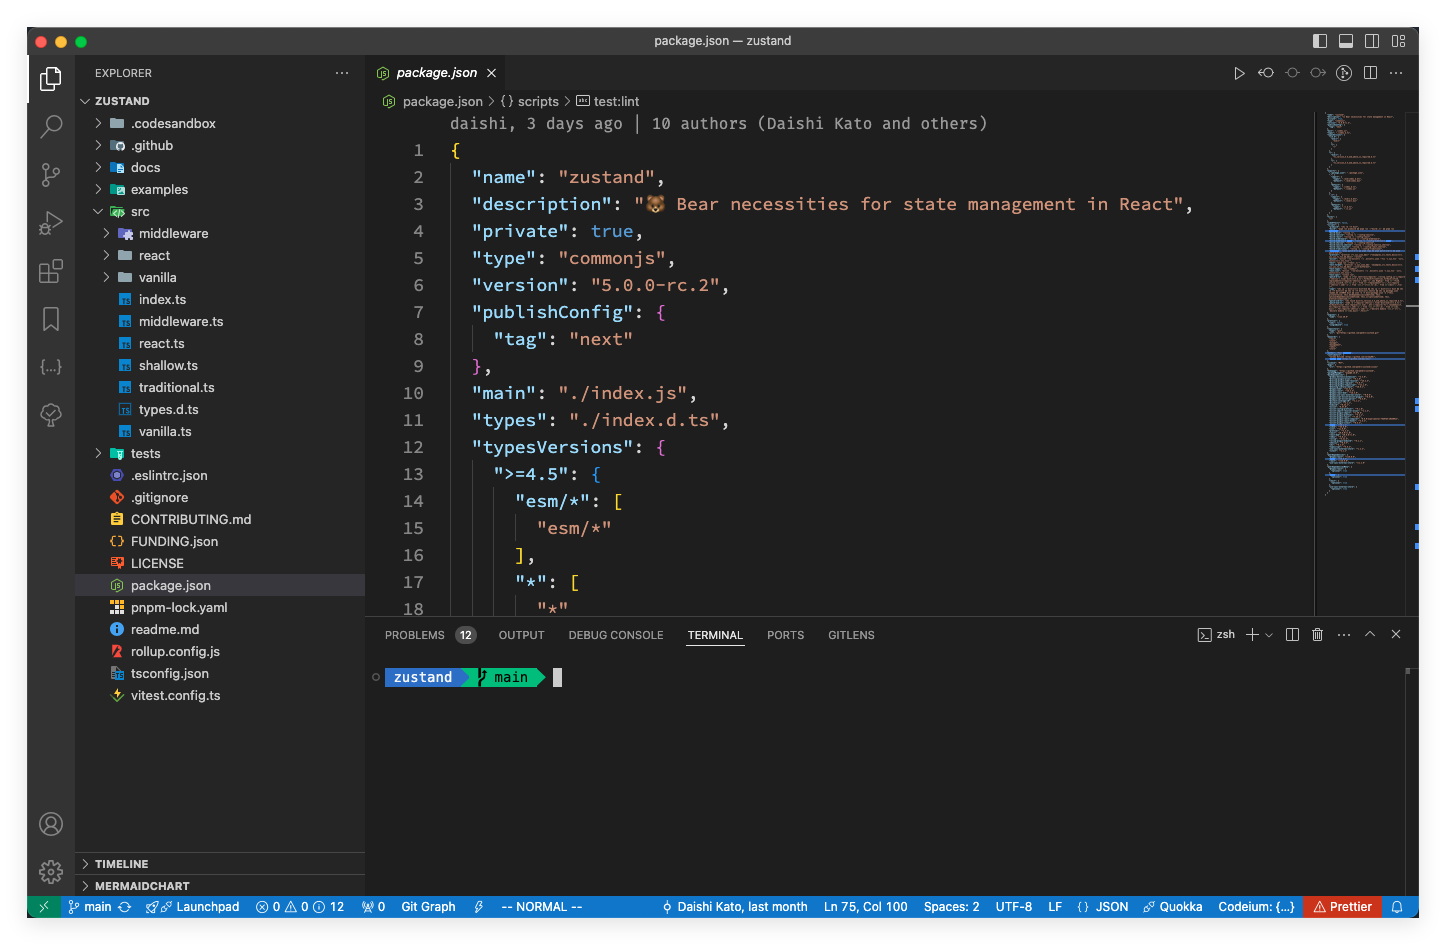 package.json — zustand
EXPLORER
ZUSTAND
.codesandbox
.github
docs
examples
src
middleware
react
vanilla
index.ts
middleware.ts
react.ts
shallow.ts
traditional.ts
types.d.ts
vanilla.ts
tests
.eslintrc.json
.gitignore
CONTRIBUTING.md
FUNDING.json
LICENSE
package.json
pnpm-lock.yaml
readme.md
rollup.config.js
tsconfig.json
vitest.config.ts
TIMELINE
MERMAIDCHART
package.json
package.json > {} scripts > abc test:lint
daishi, 3 days ago | 10 authors (Daishi Kato and others)
1 {
2 "name": "zustand",
3 "description": "🐻 Bear necessities for state management in React",
4 "private": true,
5 "type": "commonjs",
6 "version": "5.0.0-rc.2",
7 "publishConfig": {
8 "tag": "next"
9 },
10 "main": "./index.js",
11 "types": "./index.d.ts",
12 "typesVersions": {
13 ">=4.5": {
14 "esm/*": [
15 "esm/*"
16 ],
17 "*": [
18 "*"
PROBLEMS 12 OUTPUT DEBUG CONSOLE TERMINAL PORTS GITLENS zsh
zustand main
main Launchpad 0 0 12 0 Git Graph -- NORMAL -- Daishi Kato, last month Ln 75, Col 100 Spaces: 2 UTF-8 LF {} JSON Quokka Codeium: {...} Prettier